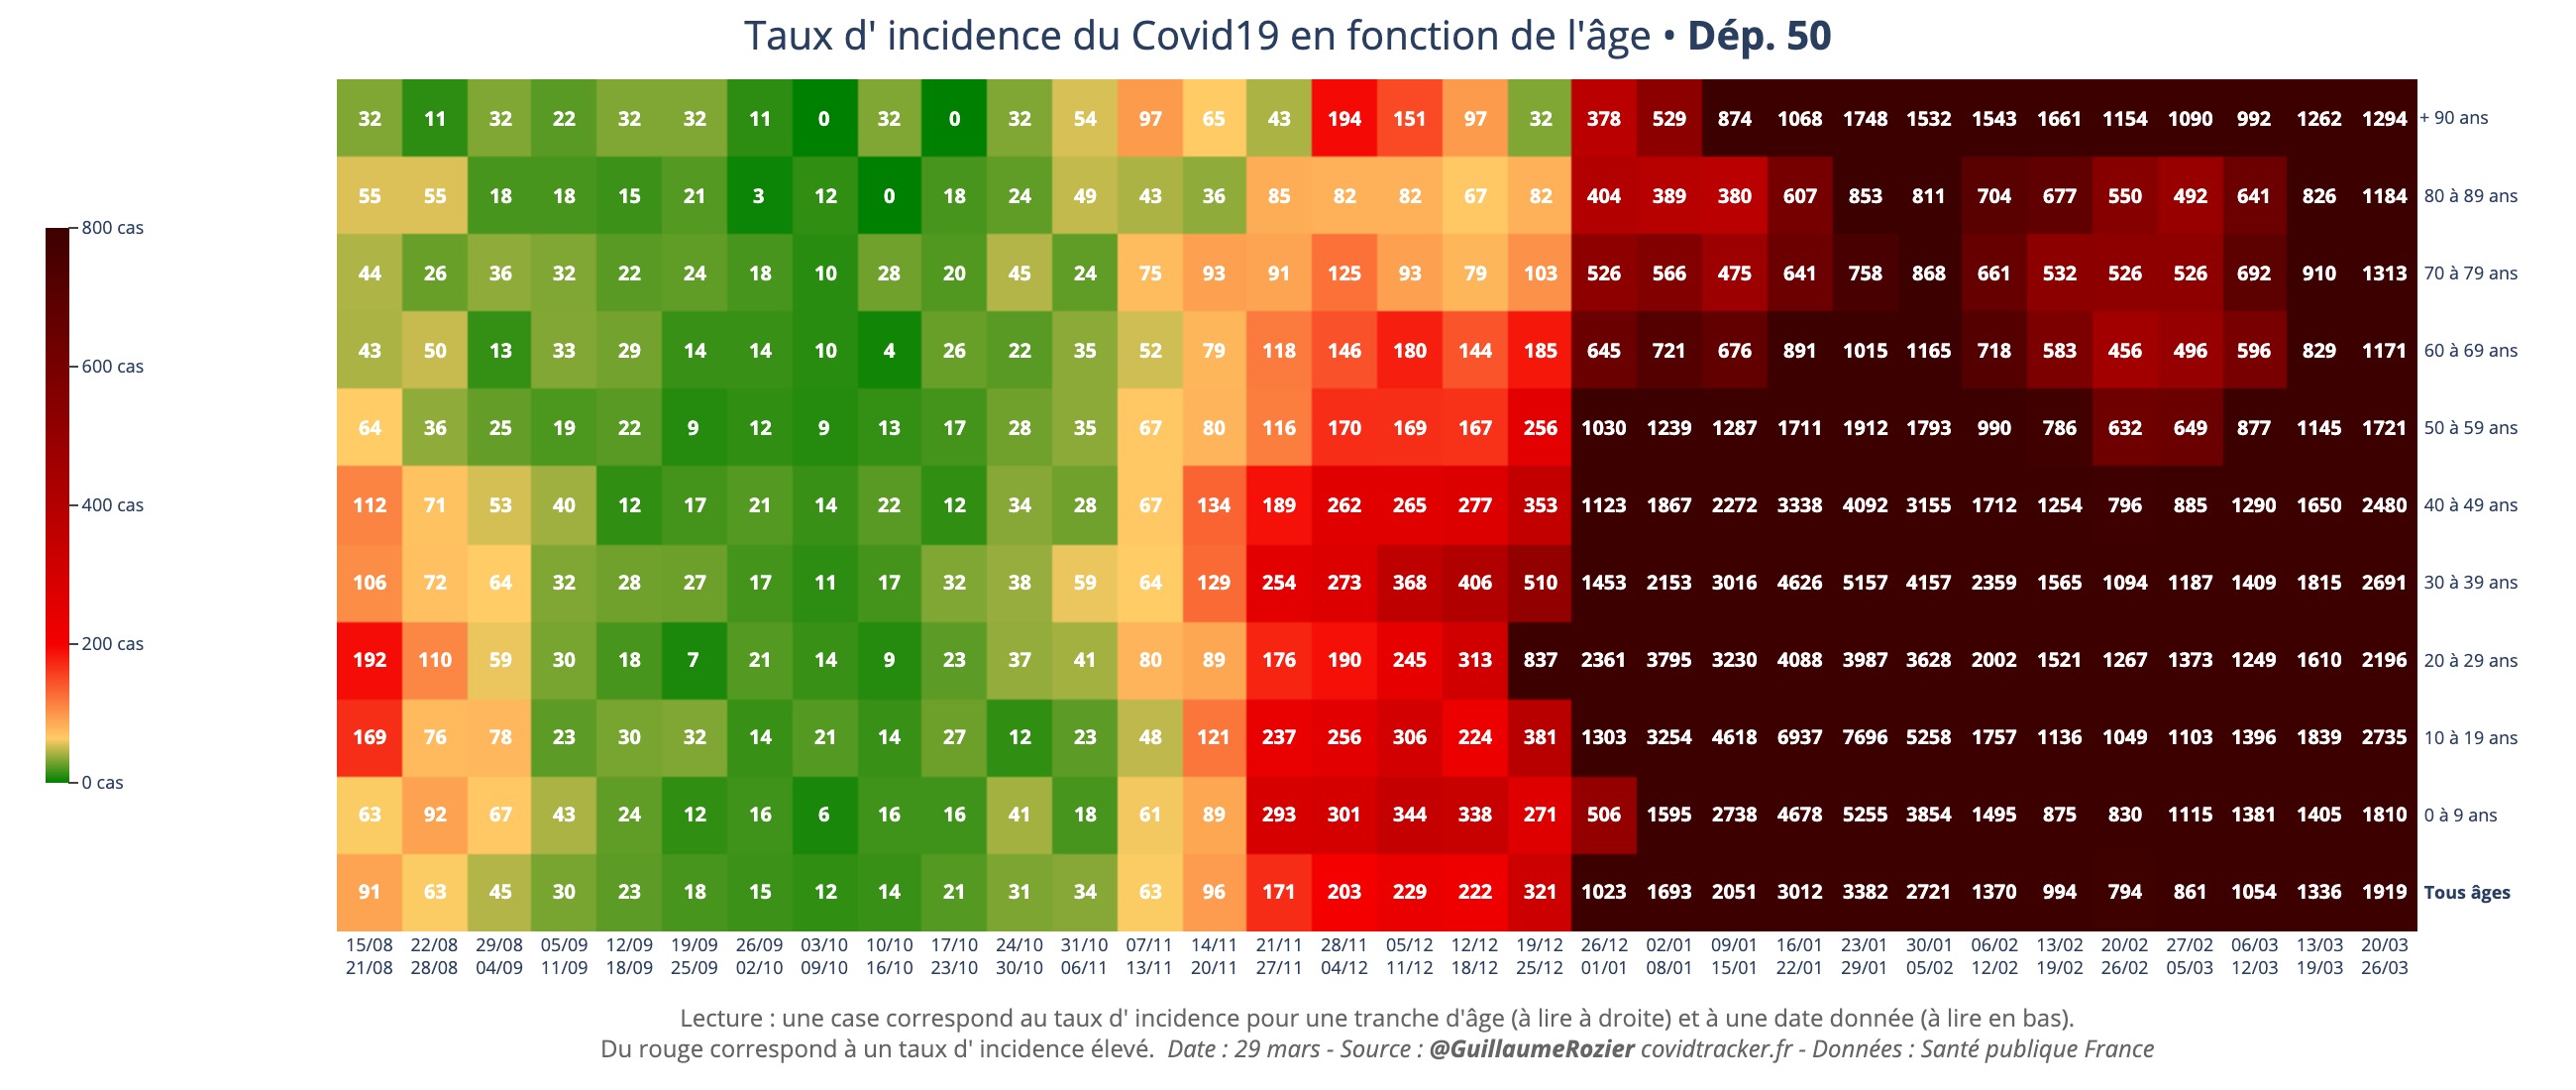 Taux d' incidence du Covid19 en fonction de l'âge • Dép. 50
800 cas
600 cas
400 cas
200 cas
0 cas
32 11 32 22 32 32 11 0 32 0 32 54 97 65 43 194 151 97 32 378 529 874 1068 1748 1532 1543 1661 1154 1090 992 1262 1294 + 90 ans
55 55 18 18 15 21 3 12 0 18 24 49 43 36 85 82 82 67 82 404 389 380 607 853 811 704 677 550 492 641 826 1184 80 à 89 ans
44 26 36 32 22 24 18 10 28 20 45 24 75 93 91 125 93 79 103 526 566 475 641 758 868 661 532 526 526 692 910 1313 70 à 79 ans
43 50 13 33 29 14 14 10 4 26 22 35 52 79 118 146 180 144 185 645 721 676 891 1015 1165 718 583 456 496 596 829 1171 60 à 69 ans
64 36 25 19 22 9 12 9 13 17 28 35 67 80 116 170 169 167 256 1030 1239 1287 1711 1912 1793 990 786 632 649 877 1145 1721 50 à 59 ans
112 71 53 40 12 17 21 14 22 12 34 28 67 134 189 262 265 277 353 1123 1867 2272 3338 4092 3155 1712 1254 796 885 1290 1650 2480 40 à 49 ans
106 72 64 32 28 27 17 11 17 32 38 59 64 129 254 273 368 406 510 1453 2153 3016 4626 5157 4157 2359 1565 1094 1187 1409 1815 2691 30 à 39 ans
192 110 59 30 18 7 21 14 9 23 37 41 80 89 176 190 245 313 837 2361 3795 3230 4088 3987 3628 2002 1521 1267 1373 1249 1610 2196 20 à 29 ans
169 76 78 23 30 32 14 21 14 27 12 23 48 121 237 256 306 224 381 1303 3254 4618 6937 7696 5258 1757 1136 1049 1103 1396 1839 2735 10 à 19 ans
63 92 67 43 24 12 16 6 16 16 41 18 61 89 293 301 344 338 271 506 1595 2738 4678 5255 3854 1495 875 830 1115 1381 1405 1810 0 à 9 ans
91 63 45 30 23 18 15 12 14 21 31 34 63 96 171 203 229 222 321 1023 1693 2051 3012 3382 2721 1370 994 794 861 1054 1336 1919 Tous âges
15/08 22/08 29/08 05/09 12/09 19/09 26/09 03/10 10/10 17/10 24/10 31/10 07/11 14/11 21/11 28/11 05/12 12/12 19/12 26/12 02/01 09/01 16/01 23/01 30/01 06/02 13/02 20/02 27/02 06/03 13/03 20/03
21/08 28/08 04/09 11/09 18/09 25/09 02/10 09/10 16/10 23/10 30/10 06/11 13/11 20/11 27/11 04/12 11/12 18/12 25/12 01/01 08/01 15/01 22/01 29/01 05/02 12/02 19/02 26/02 05/03 12/03 19/03 26/03
Lecture : une case correspond au taux d' incidence pour une tranche d'âge (à lire à droite) et à une date donnée (à lire en bas).
Du rouge correspond à un taux d' incidence élevé. Date : 29 mars - Source : @GuillaumeRozier covidtracker.fr - Données : Santé publique France